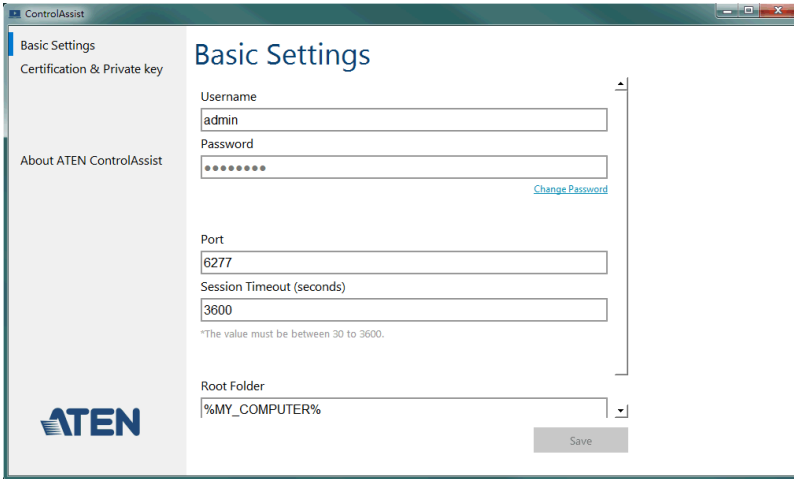 ControlAssist
Basic Settings
Certification & Private key
About ATEN ControlAssist
ATEN
Basic Settings
Username
admin
Password
Change Password
Port
6277
Session Timeout (seconds)
3600
*The value must be between 30 to 3600.
Root Folder
%MY_COMPUTER%
Save